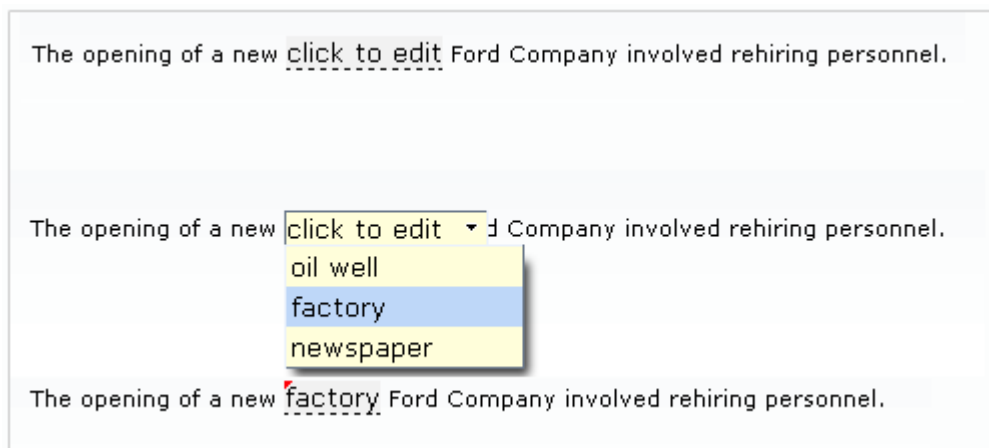 The opening of a new click to edit Ford Company involved rehiring personnel.
The opening of a new click to edit d Company involved rehiring personnel.
oil well
factory
newspaper
The opening of a new factory Ford Company involved rehiring personnel.